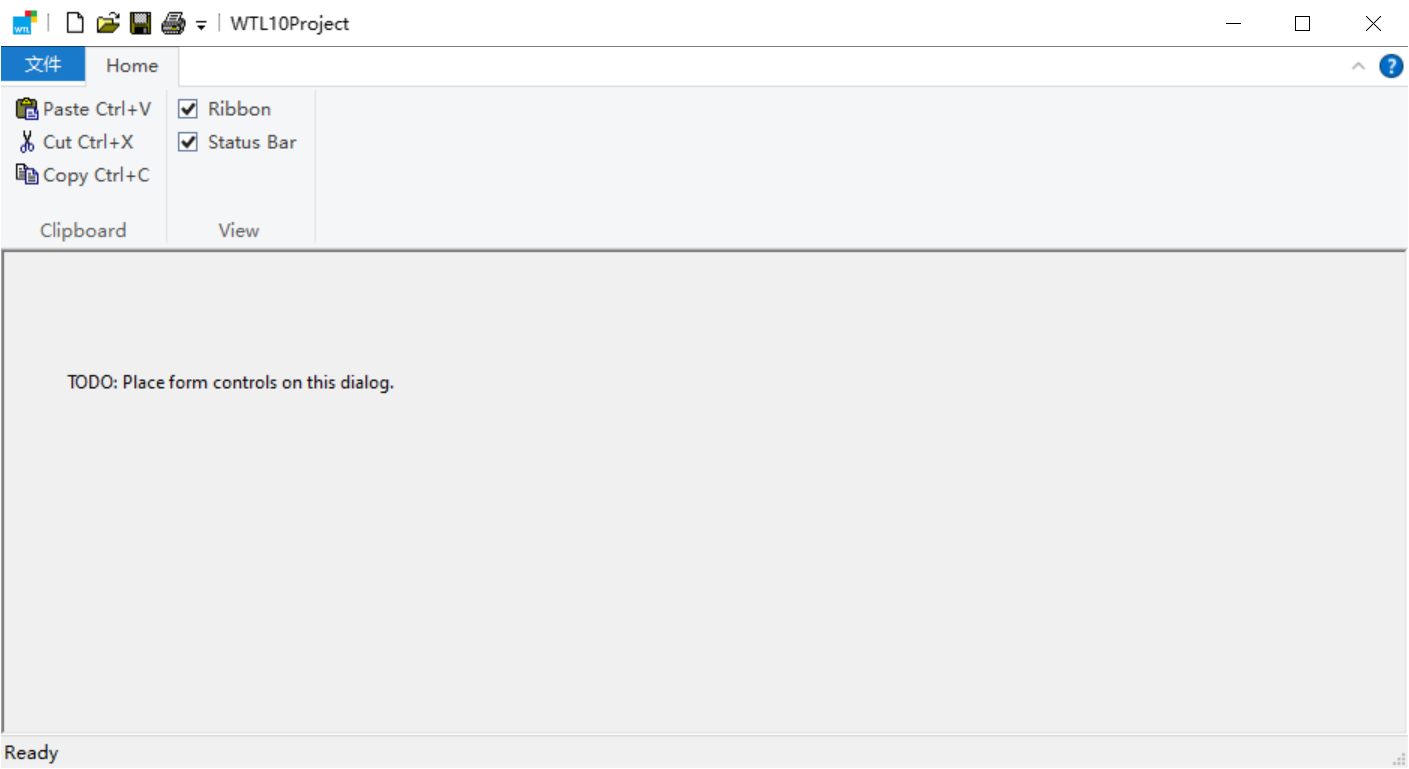 WTL WTL10Project
文件 Home ?
Paste Ctrl+V Ribbon
Cut Ctrl+X Status Bar
Copy Ctrl+C
Clipboard View
TODO: Place form controls on this dialog.
Ready